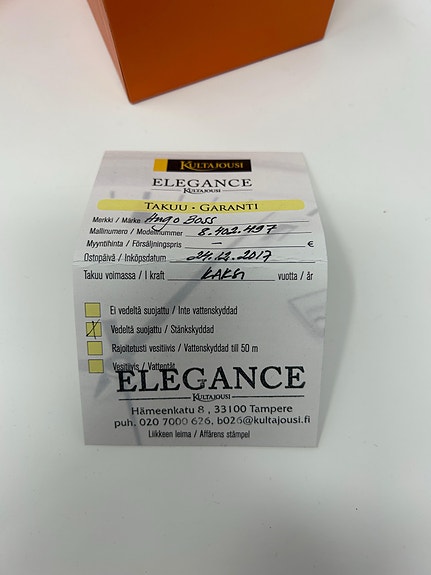 KULTAJOUSI
ELEGANCE
KULTAJOUSI
TAKUU - GARANTI
Merkki / Märke Hugo Boss
Mallinumero / Modellnummer 8.402.497
Myyntihinta / Försäljningspris — €
Ostopäivä / Inköpsdatum 24.12.2017
Takuu voimassa / I kraft KAKSI vuotta / år
Ei vedeltä suojattu / Inte vattenskyddad
Vedeltä suojattu / Stänkskyddad
Rajoitetusti vesitiivis / Vattenskyddad till 50 m
Vesitiivis / Vattentät
ELEGANCE
KULTAJOUSI
Hämeenkatu 8 , 33100 Tampere
puh. 020 7000 626, b026@kultajousi.fi
Liikkeen leima / Affärens stämpel